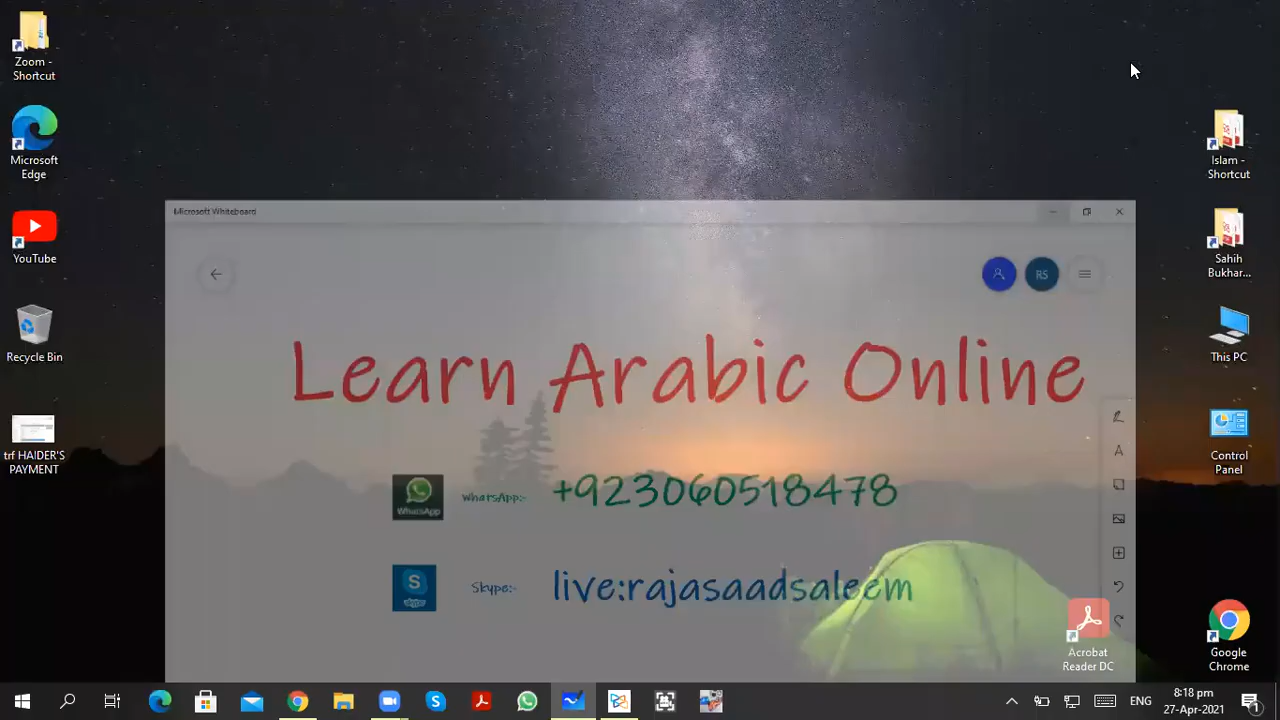 Zoom -
Shortcut
Microsoft
Edge
YouTube
Recycle Bin
trf HAIDER'S
PAYMENT
Islam -
Shortcut
Sahih
Bukhar...
This PC
Control
Panel
Acrobat
Reader DC
Google
Chrome
Microsoft Whiteboard
RS
Learn Arabic Online
WhatsApp
WhatsApp:- +923060518478
skype
Skype:- live:rajasaadsaleem
ENG
8:18 pm
27-Apr-2021
1